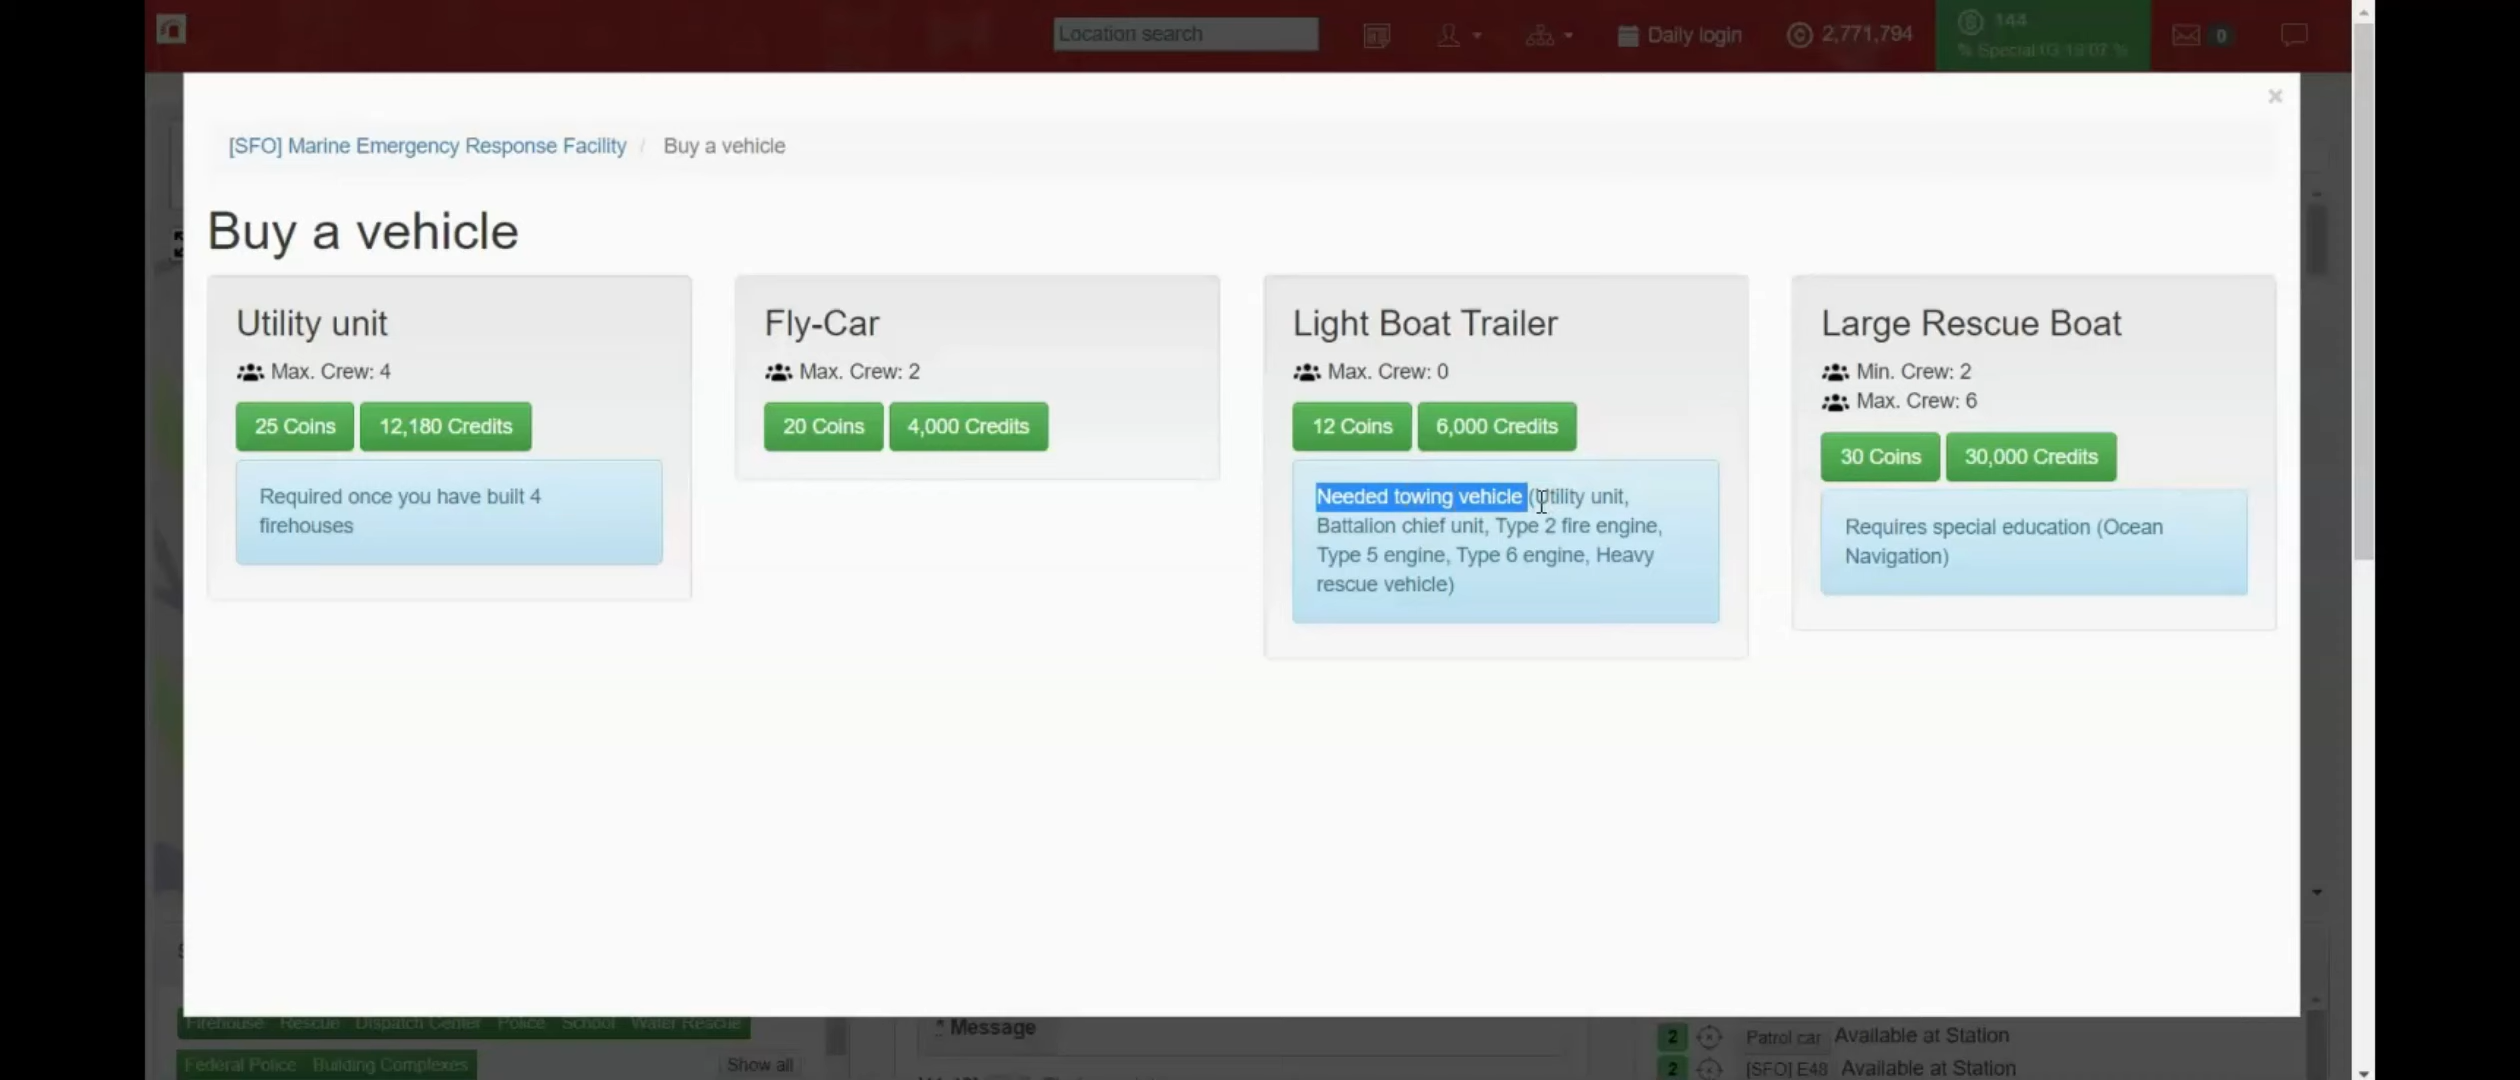 Location search
Daily login
2,771,794
144
% Special 03:19:07 %
0
×
[SFO] Marine Emergency Response Facility / Buy a vehicle
Buy a vehicle
Utility unit
Max. Crew: 4
25 Coins 12,180 Credits
Required once you have built 4
firehouses
Fly-Car
Max. Crew: 2
20 Coins 4,000 Credits
Light Boat Trailer
Max. Crew: 0
12 Coins 6,000 Credits
Needed towing vehicle (Utility unit,
Battalion chief unit, Type 2 fire engine,
Type 5 engine, Type 6 engine, Heavy
rescue vehicle)
Large Rescue Boat
Min. Crew: 2
Max. Crew: 6
30 Coins 30,000 Credits
Requires special education (Ocean
Navigation)
Firehouse Rescue Dispatch Center Police School Water Rescue
Federal Police Building Complexes Show all
* Message
2 Patrol car Available at Station
2 [SFO] E48 Available at Station